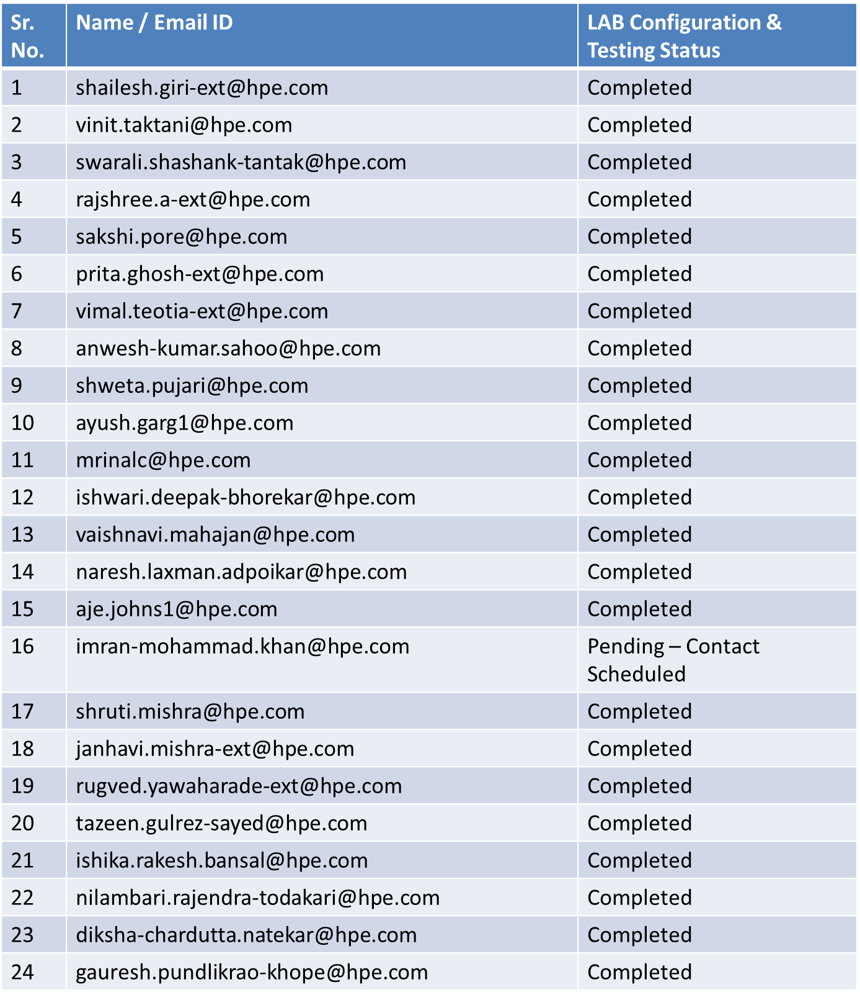 Sr. No. Name / Email ID LAB Configuration & Testing Status
1 shailesh.giri-ext@hpe.com Completed
2 vinit.taktani@hpe.com Completed
3 swarali.shashank-tantak@hpe.com Completed
4 rajshree.a-ext@hpe.com Completed
5 sakshi.pore@hpe.com Completed
6 prita.ghosh-ext@hpe.com Completed
7 vimal.teotia-ext@hpe.com Completed
8 anwesh-kumar.sahoo@hpe.com Completed
9 shweta.pujari@hpe.com Completed
10 ayush.garg1@hpe.com Completed
11 mrinalc@hpe.com Completed
12 ishwari.deepak-bhorekar@hpe.com Completed
13 vaishnavi.mahajan@hpe.com Completed
14 naresh.laxman.adpoikar@hpe.com Completed
15 aje.johns1@hpe.com Completed
16 imran-mohammad.khan@hpe.com Pending – Contact Scheduled
17 shruti.mishra@hpe.com Completed
18 janhavi.mishra-ext@hpe.com Completed
19 rugved.yawaharade-ext@hpe.com Completed
20 tazeen.gulrez-sayed@hpe.com Completed
21 ishika.rakesh.bansal@hpe.com Completed
22 nilambari.rajendra-todakari@hpe.com Completed
23 diksha-chardutta.natekar@hpe.com Completed
24 gauresh.pundlikrao-khope@hpe.com Completed